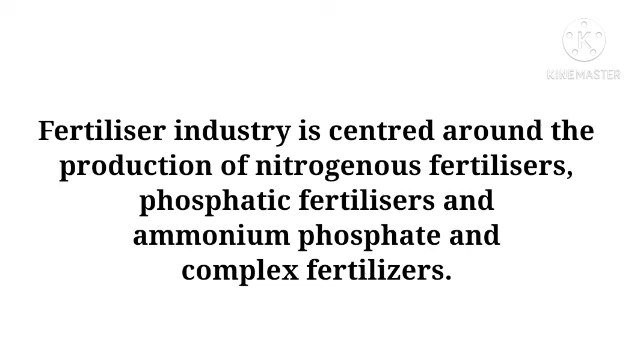 KINEMASTER
Fertiliser industry is centred around the
production of nitrogenous fertilisers,
phosphatic fertilisers and
ammonium phosphate and
complex fertilizers.